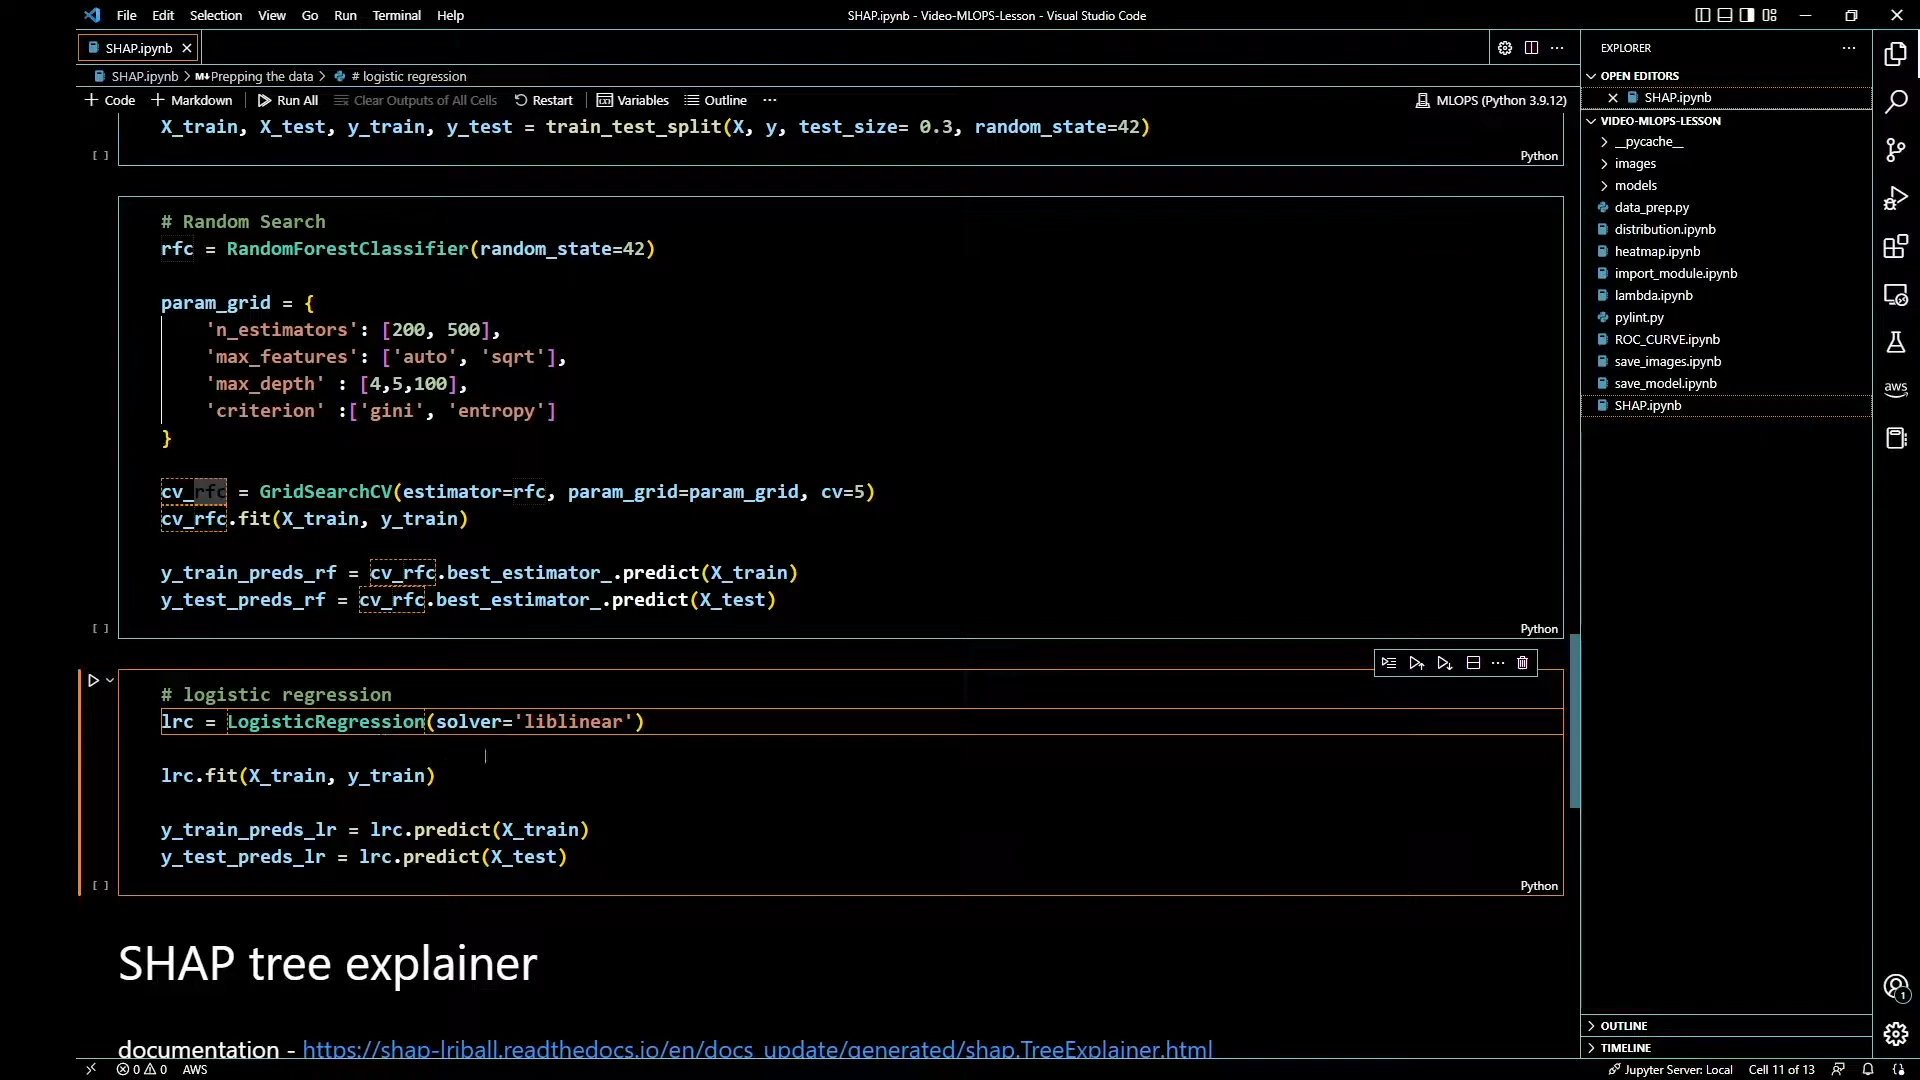 File Edit Selection View Go Run Terminal Help
SHAP.ipynb - Video-MLOPS-Lesson - Visual Studio Code
SHAP.ipynb
SHAP.ipynb > M↓Prepping the data > # logistic regression
+ Code + Markdown Run All Clear Outputs of All Cells Restart Variables Outline ...
MLOPS (Python 3.9.12)
X_train, X_test, y_train, y_test = train_test_split(X, y, test_size= 0.3, random_state=42)
[ ]
Python
# Random Search
rfc = RandomForestClassifier(random_state=42)
param_grid = {
'n_estimators': [200, 500],
'max_features': ['auto', 'sqrt'],
'max_depth' : [4,5,100],
'criterion' :['gini', 'entropy']
}
cv_rfc = GridSearchCV(estimator=rfc, param_grid=param_grid, cv=5)
cv_rfc.fit(X_train, y_train)
y_train_preds_rf = cv_rfc.best_estimator_.predict(X_train)
y_test_preds_rf = cv_rfc.best_estimator_.predict(X_test)
[ ]
Python
# logistic regression
lrc = LogisticRegression(solver='liblinear')
lrc.fit(X_train, y_train)
y_train_preds_lr = lrc.predict(X_train)
y_test_preds_lr = lrc.predict(X_test)
[ ]
Python
SHAP tree explainer
documentation - https://shap-lrjball.readthedocs.io/en/docs_update/generated/shap.TreeExplainer.html
EXPLORER
OPEN EDITORS
SHAP.ipynb
VIDEO-MLOPS-LESSON
__pycache__
images
models
data_prep.py
distribution.ipynb
heatmap.ipynb
import_module.ipynb
lambda.ipynb
pylint.py
ROC_CURVE.ipynb
save_images.ipynb
save_model.ipynb
SHAP.ipynb
OUTLINE
TIMELINE
aws
1
0 0 AWS
Jupyter Server: Local Cell 11 of 13